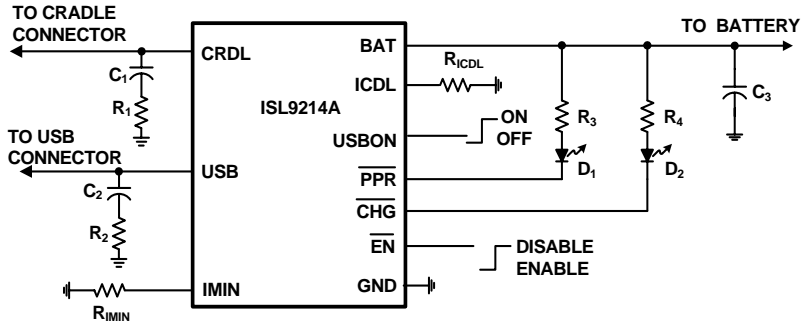 TO CRADLE
CONNECTOR
C1
R1
TO USB
CONNECTOR
C2
R2
RIMIN
CRDL
USB
IMIN
ISL9214A
BAT
ICDL
USBON
PPR
CHG
EN
GND
RICDL
ON
OFF
DISABLE
ENABLE
R3
D1
R4
D2
TO BATTERY
C3